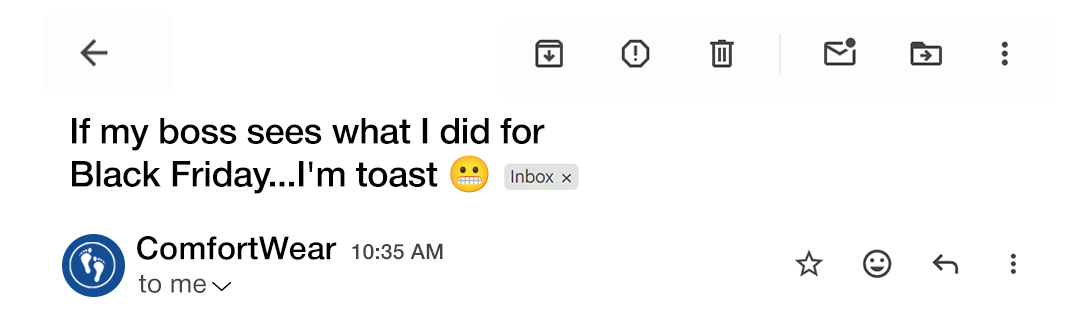 If my boss sees what I did for
Black Friday...I'm toast 😬 Inbox ×
ComfortWear 10:35 AM
to me